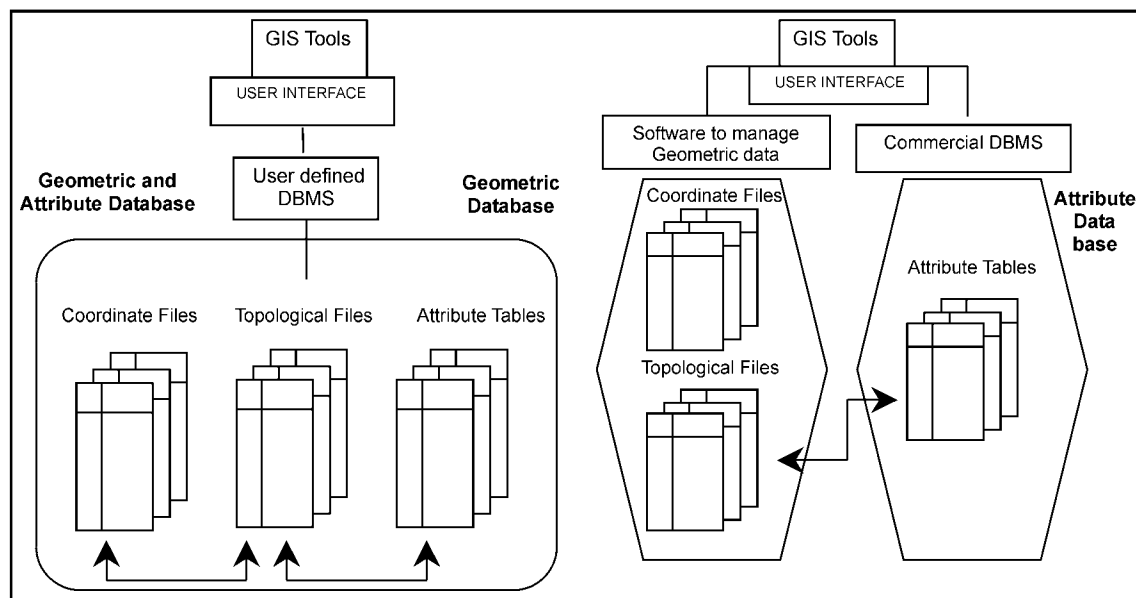 GIS Tools
USER INTERFACE
User defined
DBMS
Geometric and
Attribute Database
Coordinate Files
Topological Files
Attribute Tables
GIS Tools
USER INTERFACE
Software to manage
Geometric data
Commercial DBMS
Geometric
Database
Coordinate Files
Topological Files
Attribute
Data
base
Attribute Tables